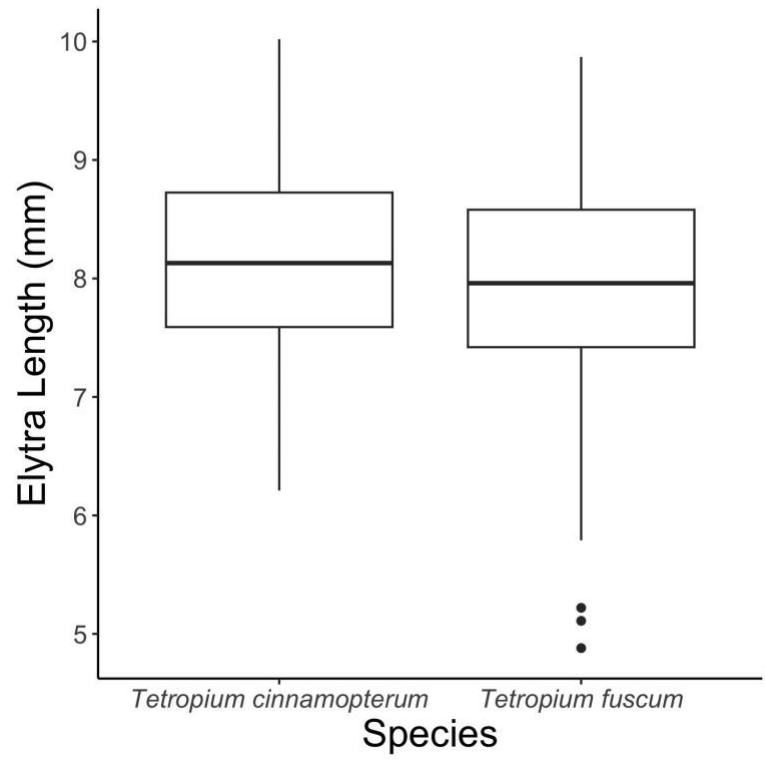 Elytra Length (mm)
10
9
8
7
6
5
Tetropium cinnamopterum
Tetropium fuscum
Species